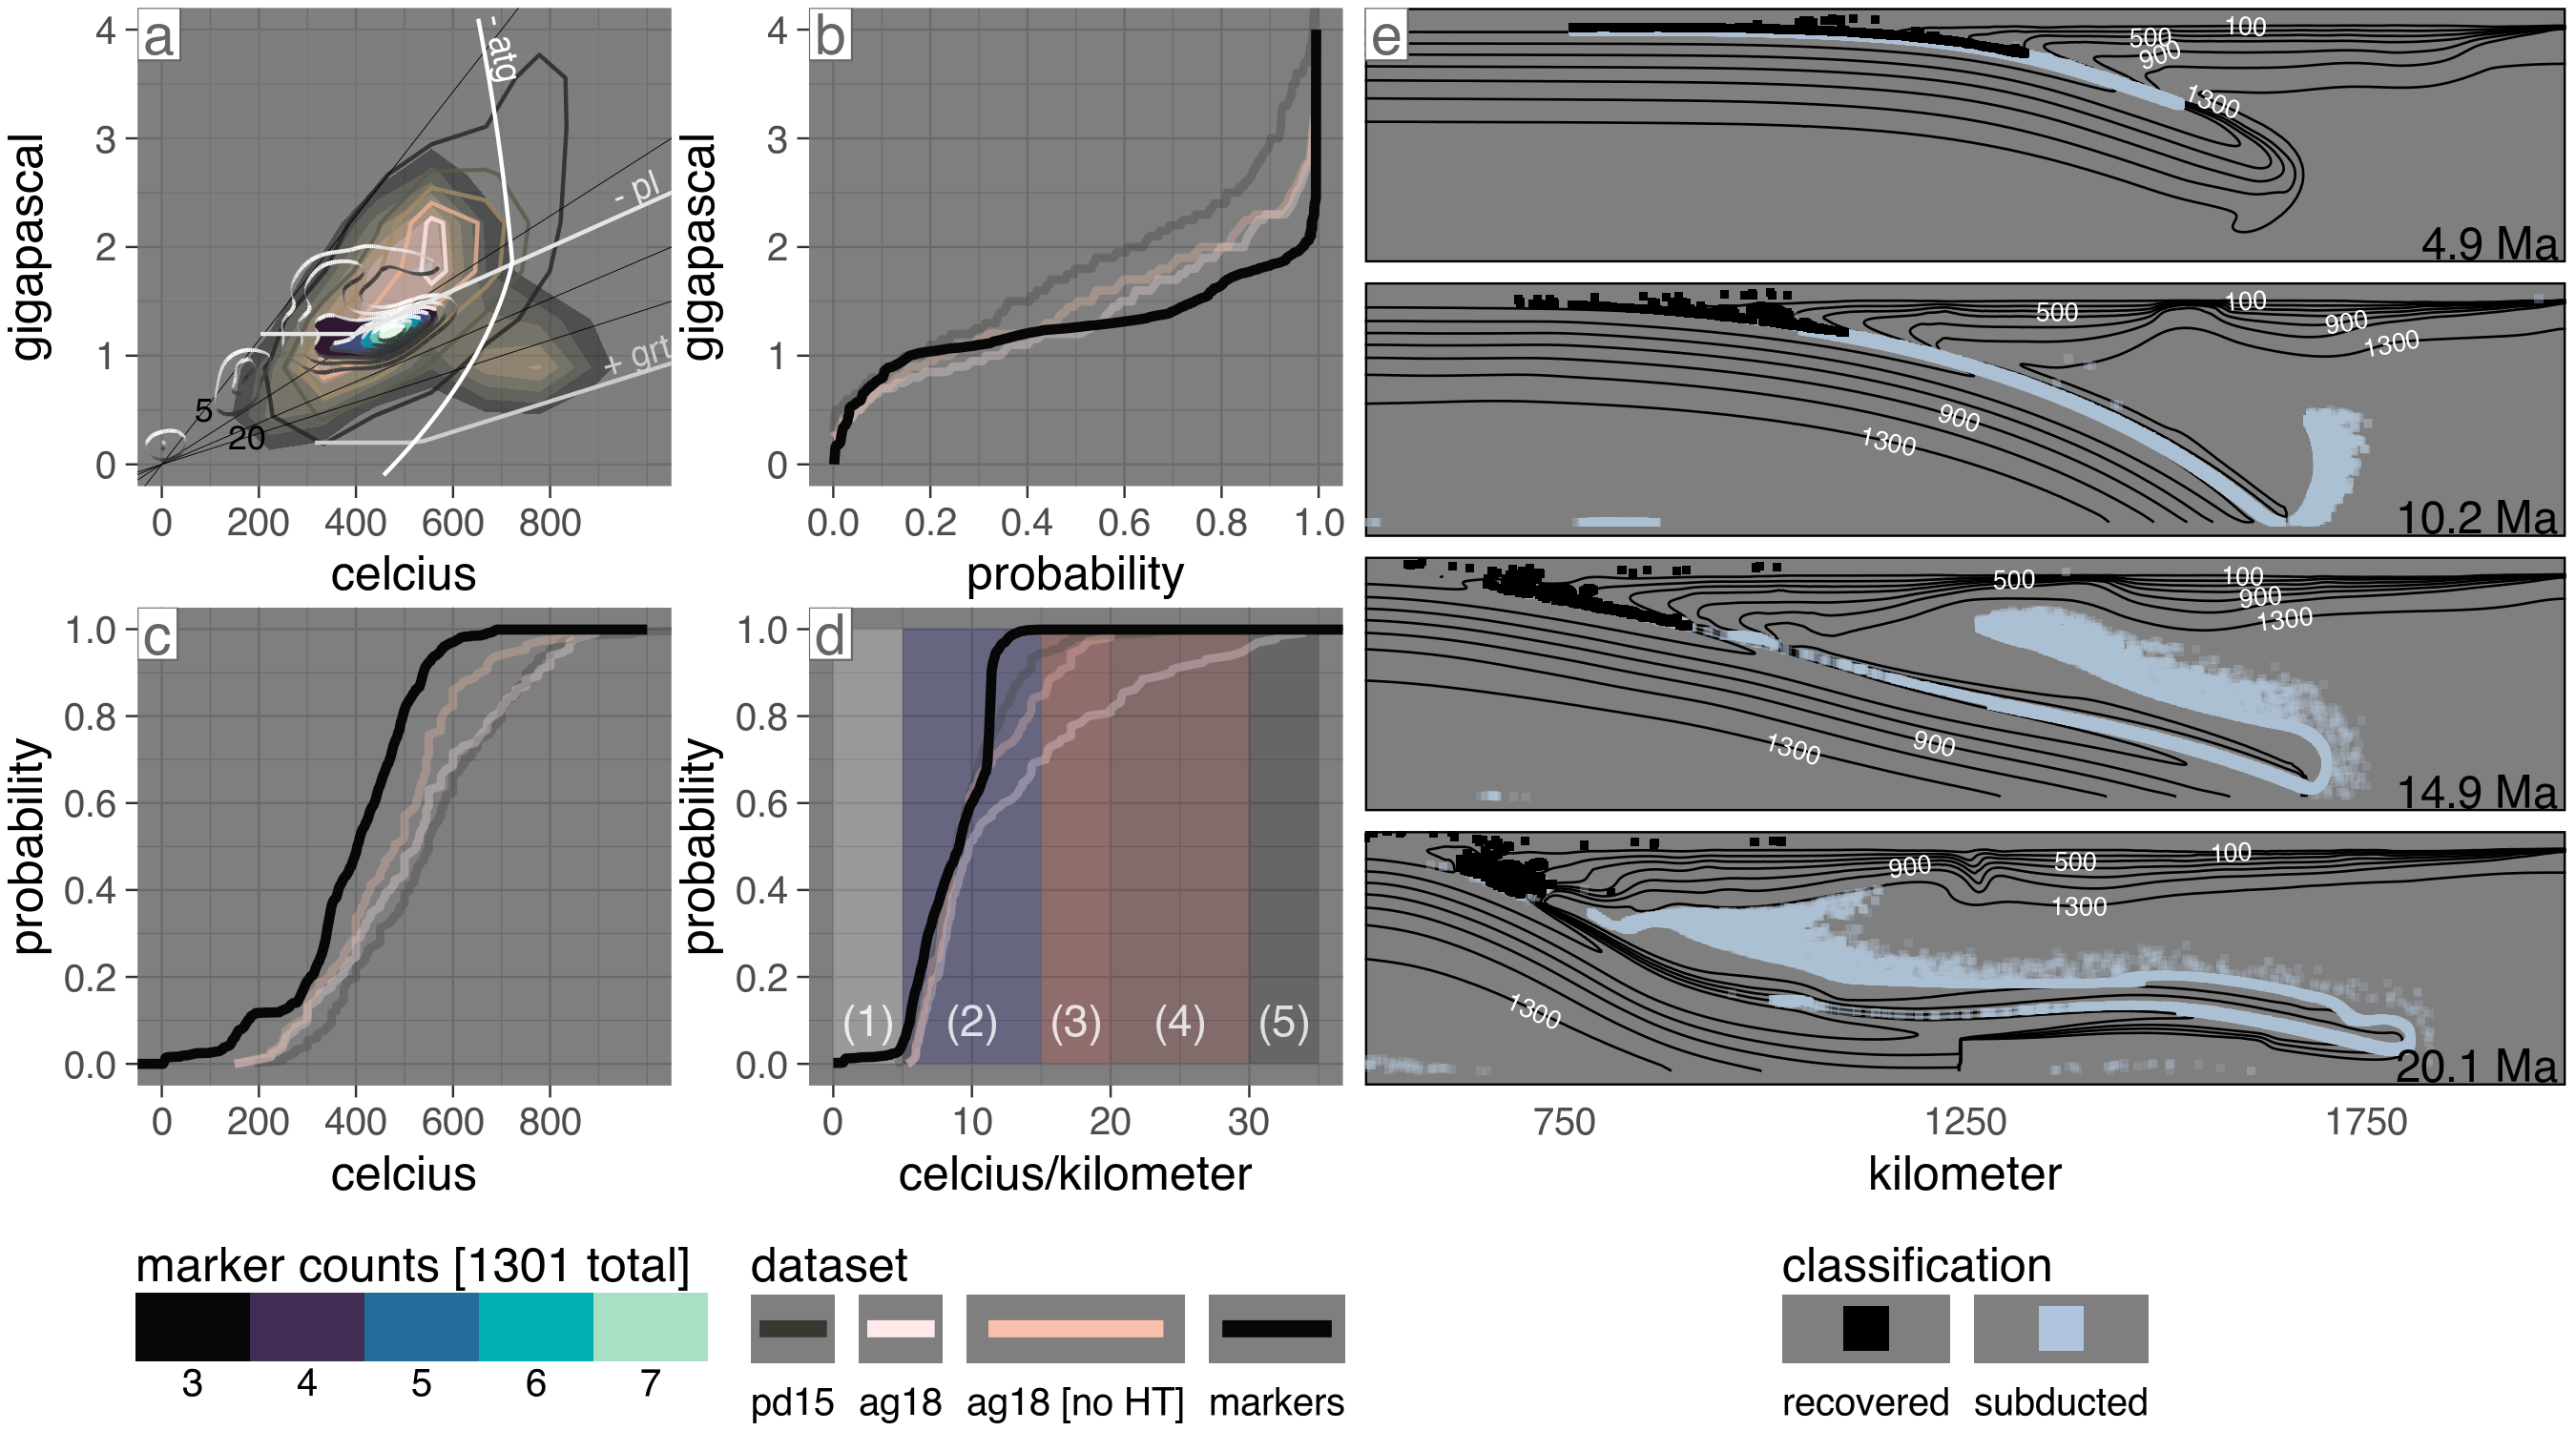 a
gigapascal
4
3
2
1
0
- atg
- pl
+ grt
5
20
0 200 400 600 800
celcius
b
gigapascal
4
3
2
1
0
0.0 0.2 0.4 0.6 0.8 1.0
probability
c
probability
1.0
0.8
0.6
0.4
0.2
0.0
0 200 400 600 800
celcius
d
probability
1.0
0.8
0.6
0.4
0.2
0.0
(1) (2) (3) (4) (5)
0 10 20 30
celcius/kilometer
e
100
500
900
1300
4.9 Ma
100
500
900
1300
900
1300
10.2 Ma
500
100
900
1300
1300
900
14.9 Ma
900
500
100
1300
1300
20.1 Ma
750 1250 1750
kilometer
marker counts [1301 total]
3 4 5 6 7
dataset
pd15 ag18 ag18 [no HT] markers
classification
recovered subducted